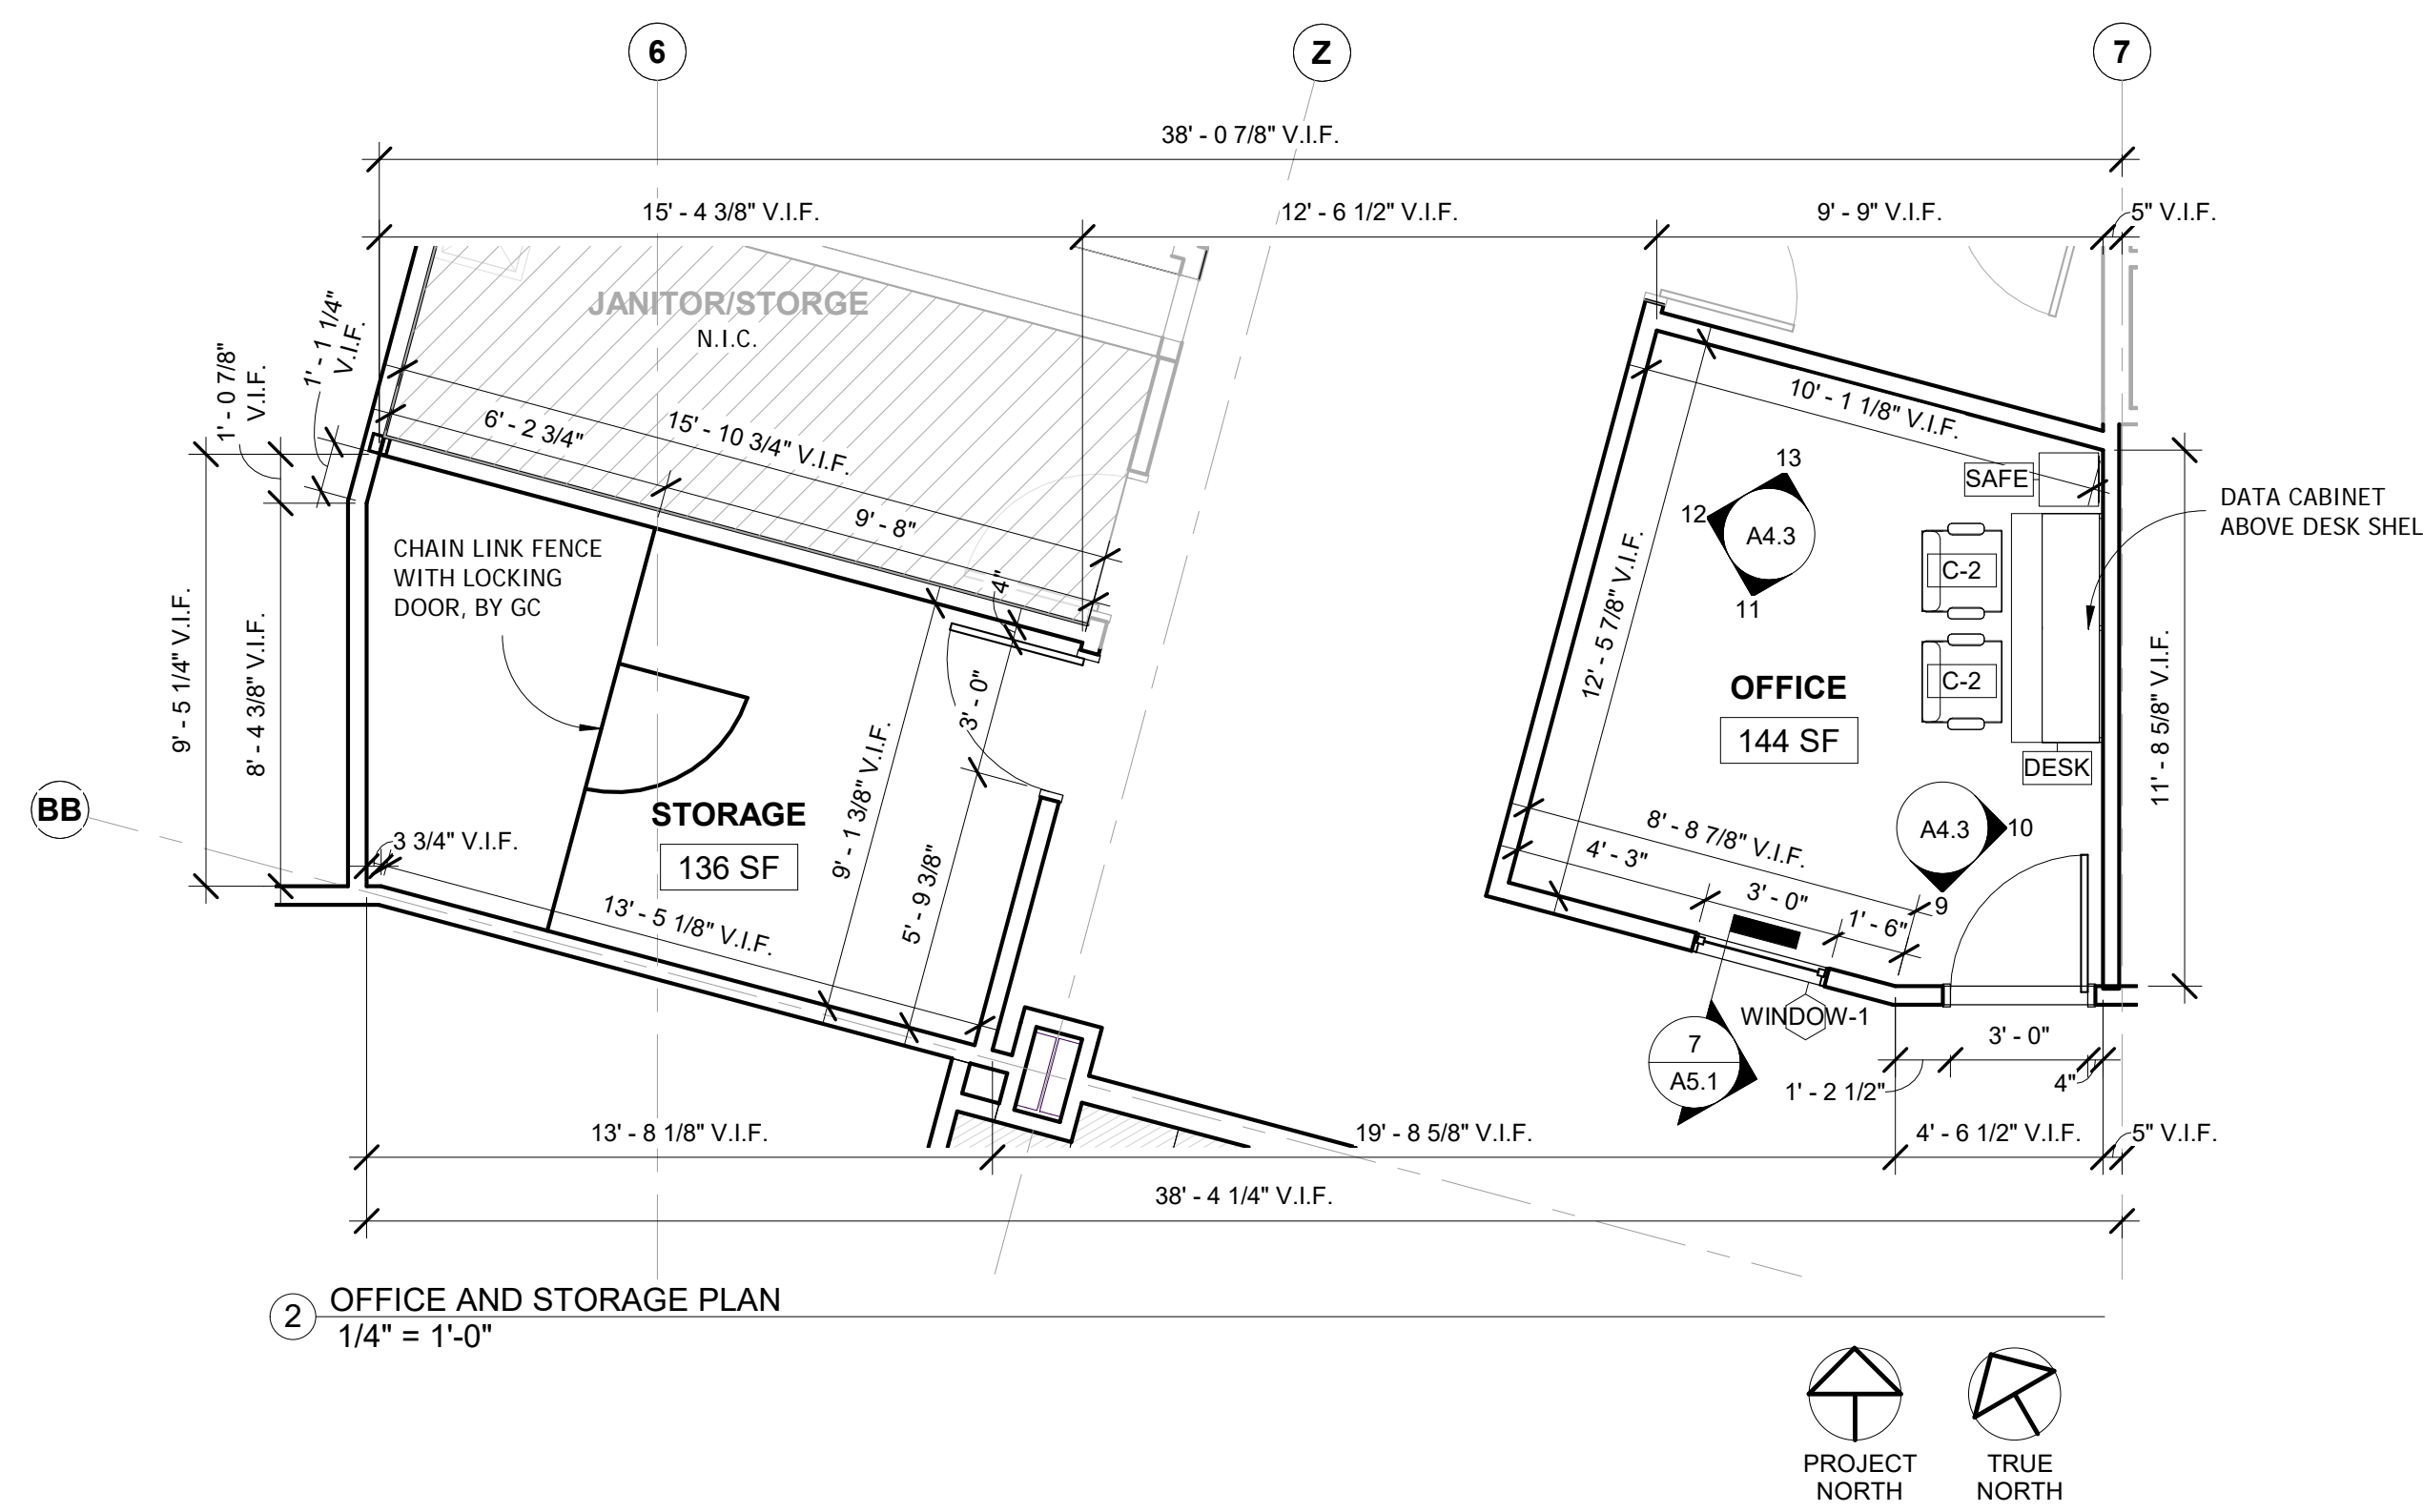 6
Z
7
38' - 0 7/8" V.I.F.
15' - 4 3/8" V.I.F.
12' - 6 1/2" V.I.F.
9' - 9" V.I.F.
5" V.I.F.
JANITOR/STORGE
N.I.C.
1' - 1 1/4"
V.I.F.
1' - 0 7/8"
V.I.F.
6' - 2 3/4"
15' - 10 3/4" V.I.F.
9' - 8"
4"
10' - 1 1/8" V.I.F.
13
12
A4.3
11
SAFE
DATA CABINET
ABOVE DESK SHEL
C-2
C-2
CHAIN LINK FENCE
WITH LOCKING
DOOR, BY GC
9' - 5 1/4" V.I.F.
8' - 4 3/8" V.I.F.
3' - 0"
12' - 5 7/8" V.I.F.
OFFICE
144 SF
DESK
11' - 8 5/8" V.I.F.
BB
STORAGE
136 SF
3 3/4" V.I.F.
9' - 1 3/8" V.I.F.
5' - 9 3/8"
13' - 5 1/8" V.I.F.
8' - 8 7/8" V.I.F.
4' - 3"
3' - 0"
1' - 6"
A4.3
10
9
WINDOW-1
7
A5.1
3' - 0"
1' - 2 1/2"
4"
13' - 8 1/8" V.I.F.
19' - 8 5/8" V.I.F.
4' - 6 1/2" V.I.F.
5" V.I.F.
38' - 4 1/4" V.I.F.
2
OFFICE AND STORAGE PLAN
1/4" = 1'-0"
PROJECT
NORTH
TRUE
NORTH